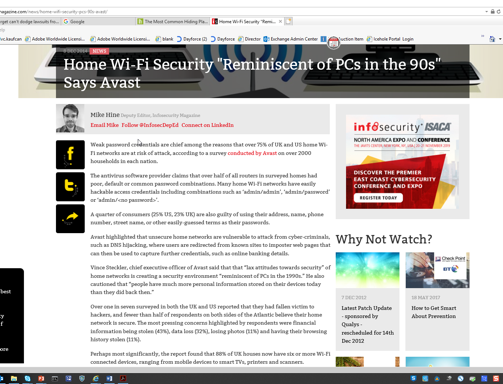 magazine.com/news/home-wifi-security-pcs-90s-avast/
Google
The Most Common Hiding Pla...
Home Wi-Fi Security "Remi...
Adobe Worldwide Licensi...
Adobe Worldwide Licensi...
blank
Dayforce (2)
Dayforce
Director
Exchange Admin Center
Icehole Portal Login
NEWS
Home Wi-Fi Security "Reminiscent of PCs in the 90s"
Says Avast
Mike Hine Deputy Editor, Infosecurity Magazine
Email Mike Follow @InfosecDepEd Connect on LinkedIn
Weak password credentials are chief among the reasons that over 75% of UK and US home Wi-
Fi networks are at risk of attack, according to a survey conducted by Avast on over 2000
households in each nation.
The antivirus software provider claims that over half of all routers in surveyed homes had
poor, default or common password combinations. Many home Wi-Fi networks have easily
hackable access credentials including combinations such as 'admin/admin', 'admin/password'
or 'admin/<no password>'.
A quarter of consumers (25% US, 23% UK) are also guilty of using their address, name, phone
number, street name, or other easily-guessed terms as their passwords.
Avast highlighted that unsecure home networks are vulnerable to attack from cyber-criminals,
such as DNS hijacking, where users are redirected from known sites to imposter web pages that
can then be used to capture further credentials, such as online banking details.
Vince Steckler, chief executive officer of Avast said that that "lax attitudes towards security" of
home networks is creating a security environment "reminiscent of PCs in the 1990s." He also
cautioned that "people have much more personal information stored on their devices today
than they did back then."
Over one in seven surveyed in both the UK and US reported that they had fallen victim to
hackers, and fewer than half of respondents on both sides of the Atlantic believe their home
network is secure. The most pressing concerns highlighted by respondents were financial
information being stolen (43%), data loss (32%), losing photos (11%) and having their browsing
history stolen (11%).
Perhaps most significantly, the report found that 88% of UK houses now have six or more Wi-Fi
connected devices, ranging from mobile devices to smart TVs, printers and scanners.
infosecurity ISACA
NORTH AMERICA EXPO AND CONFERENCE
DISCOVER THE PREMIER
EAST COAST CYBERSECURITY
CONFERENCE AND EXPO
REGISTER TODAY
Why Not Watch?
7 DEC 2012
Latest Patch Update
- sponsored by
Qualys -
rescheduled for 14th
Dec 2012
Check Point
18 MAY 2017
How to Get Smart
About Prevention
best
ore